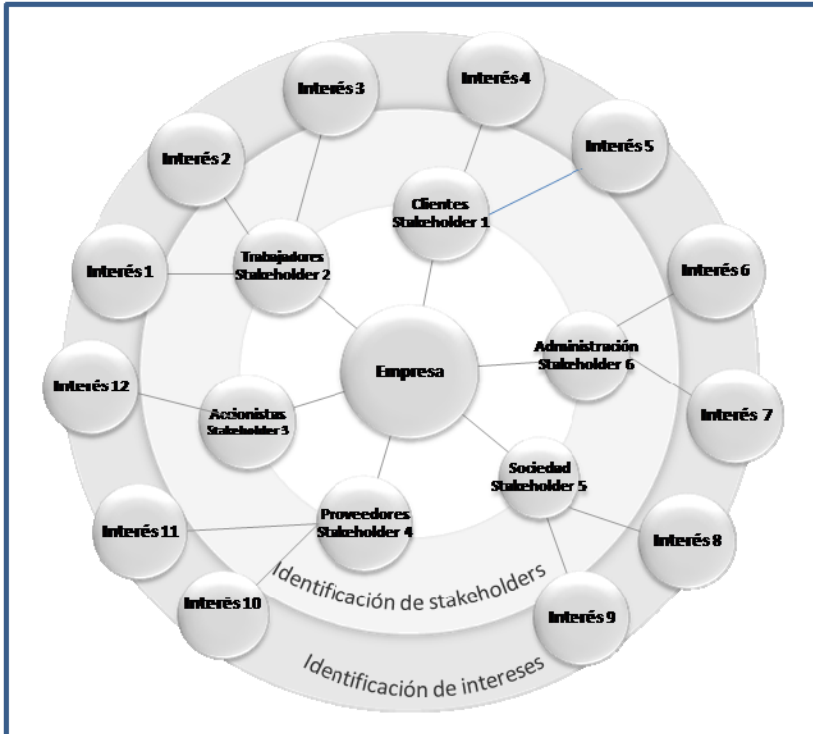 Interés 3
Interés 4
Interés 2
Interés 5
Clientes
Stakeholder 1
Trabajadores
Stakeholder 2
Interés 1
Interés 6
Administración
Stakeholder 6
Empresa
Interés 12
Accionistas
Stakeholder 3
Interés 7
Sociedad
Stakeholder 5
Proveedores
Stakeholder 4
Interés 11
Interés 8
Identificación de stakeholders
Interés 10
Interés 9
Identificación de intereses